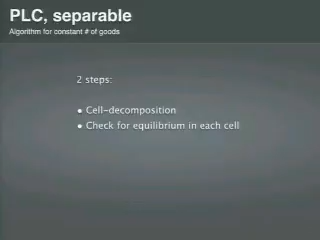 PLC, separable
Algorithm for constant # of goods
2 steps:
• Cell-decomposition
• Check for equilibrium in each cell